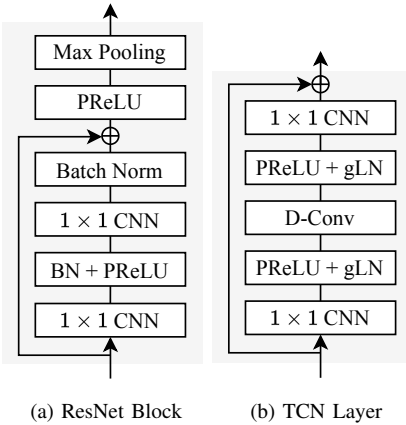 Max Pooling
PReLU
Batch Norm
1 × 1 CNN
BN + PReLU
1 × 1 CNN
(a) ResNet Block
1 × 1 CNN
PReLU + gLN
D-Conv
PReLU + gLN
1 × 1 CNN
(b) TCN Layer